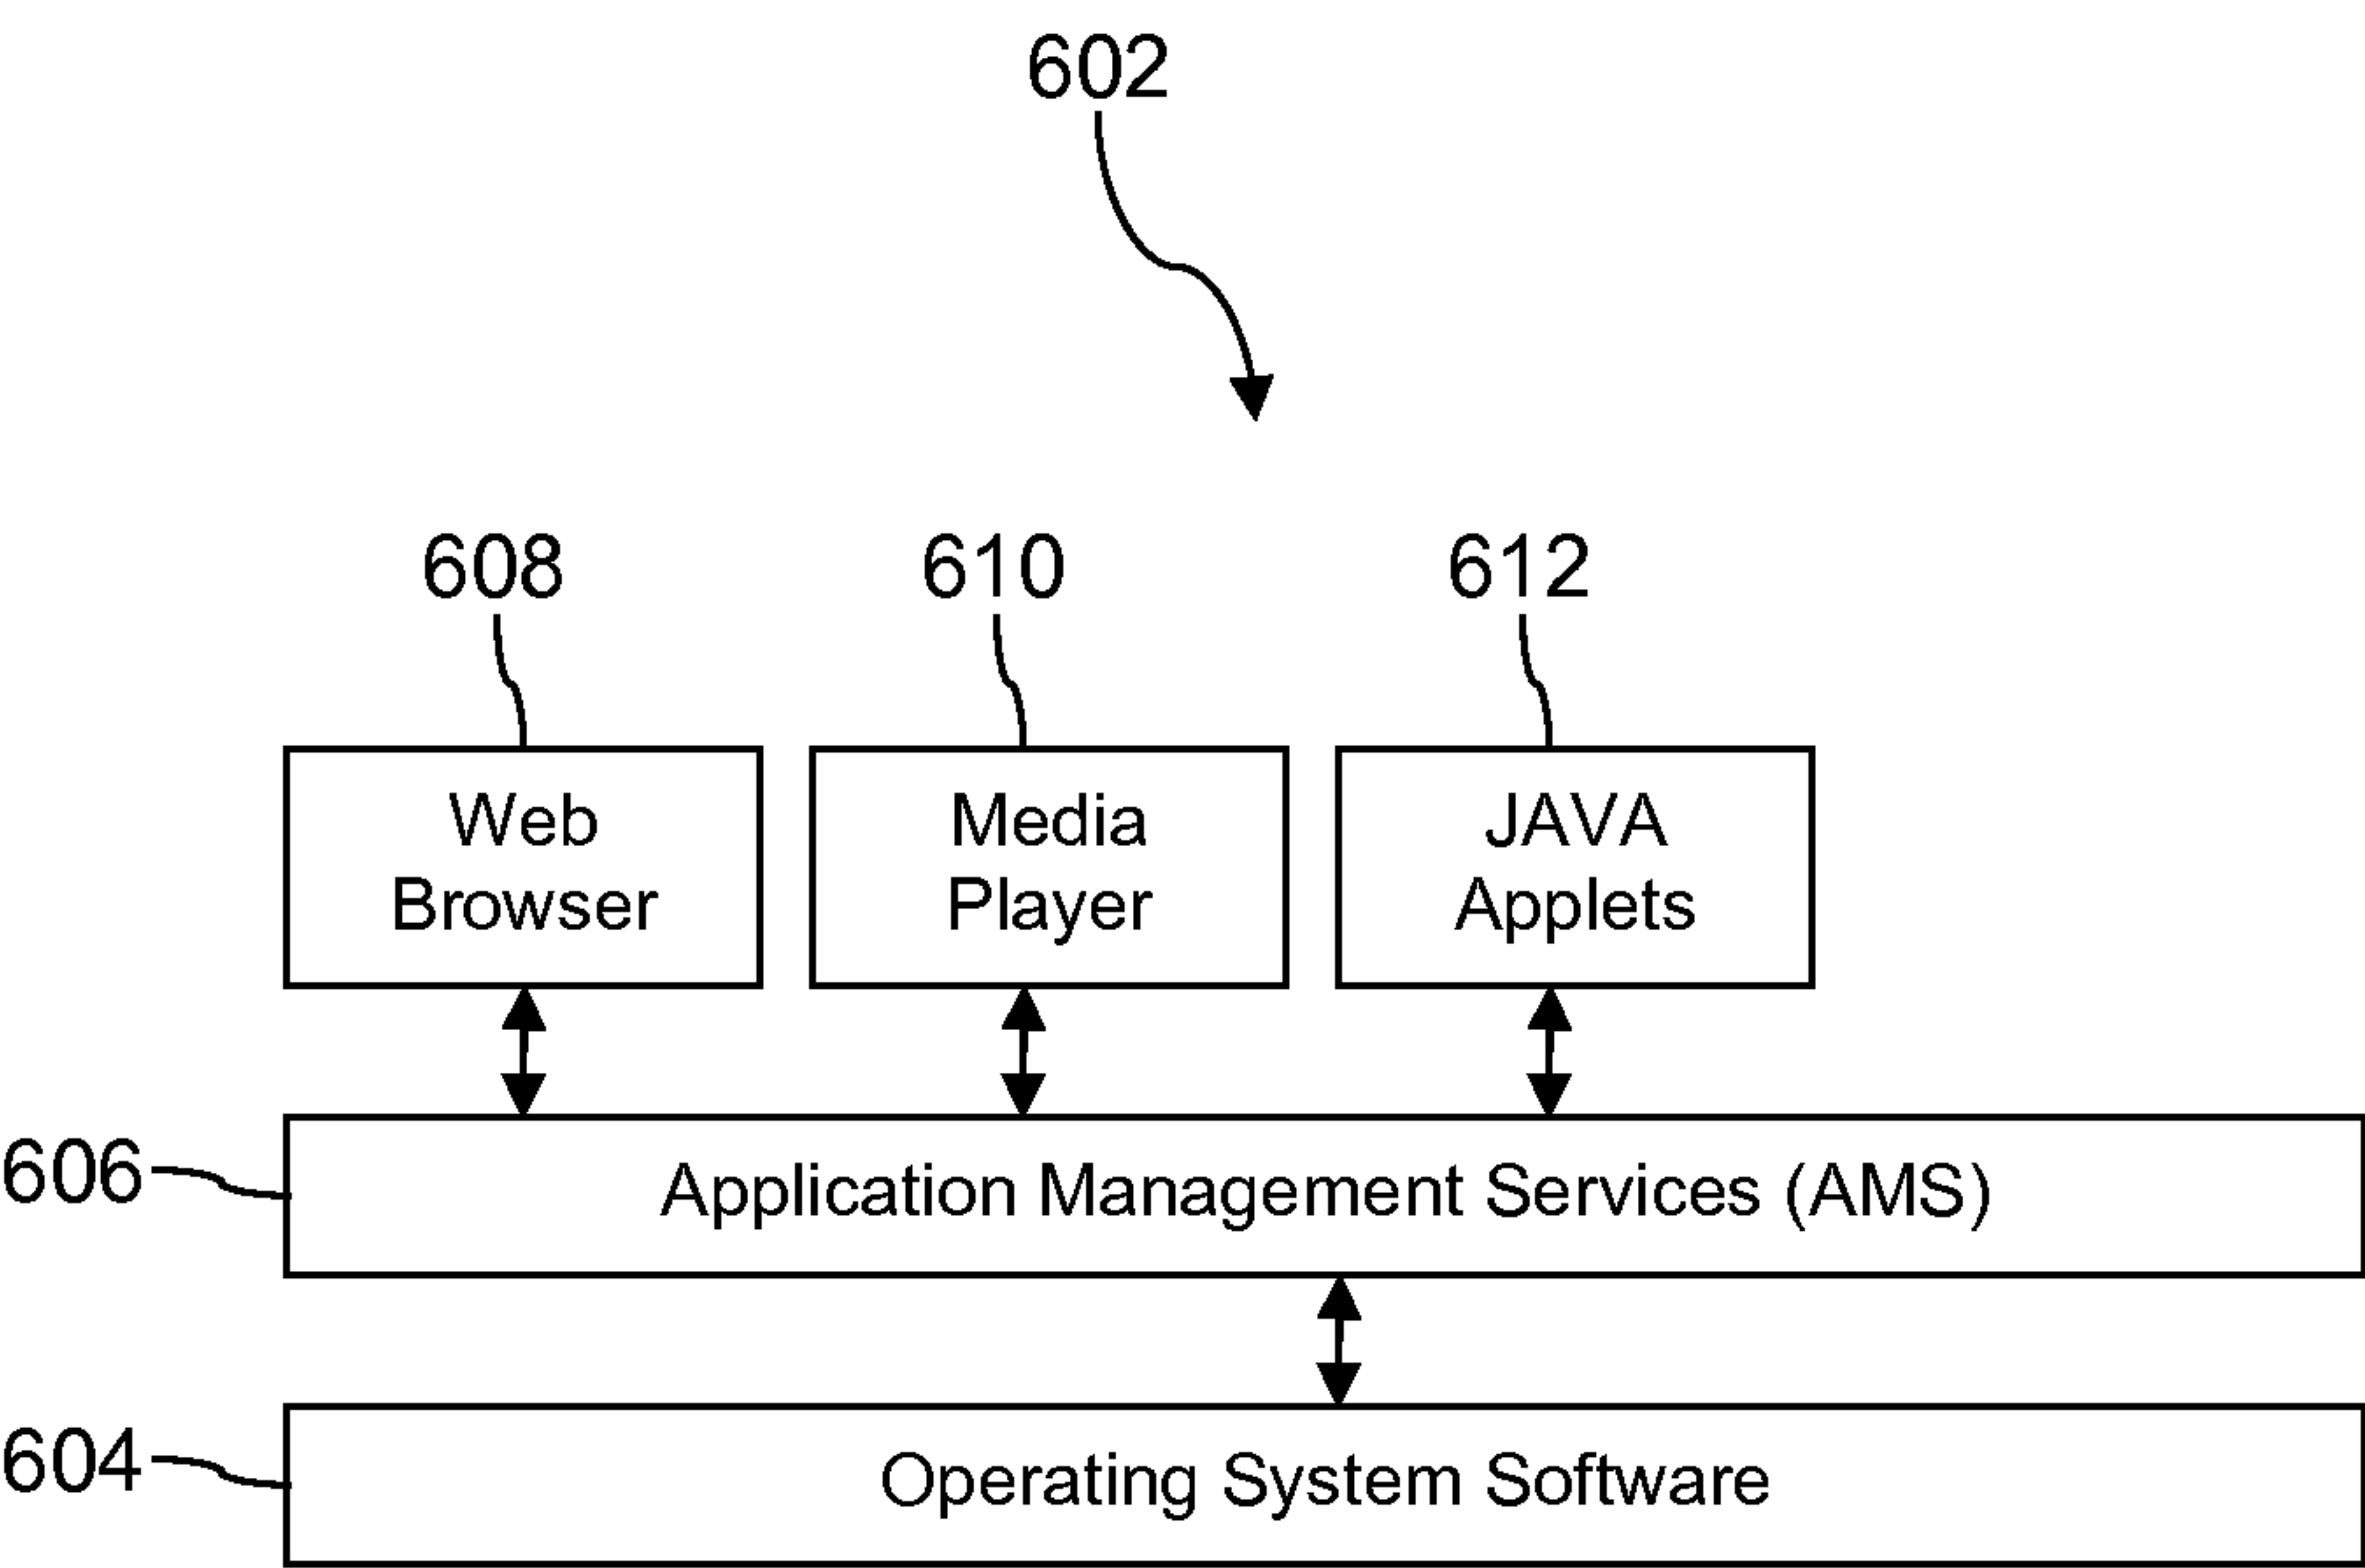 602
608
610
612
Web
Browser
Media
Player
JAVA
Applets
606
Application Management Services (AMS)
604
Operating System Software